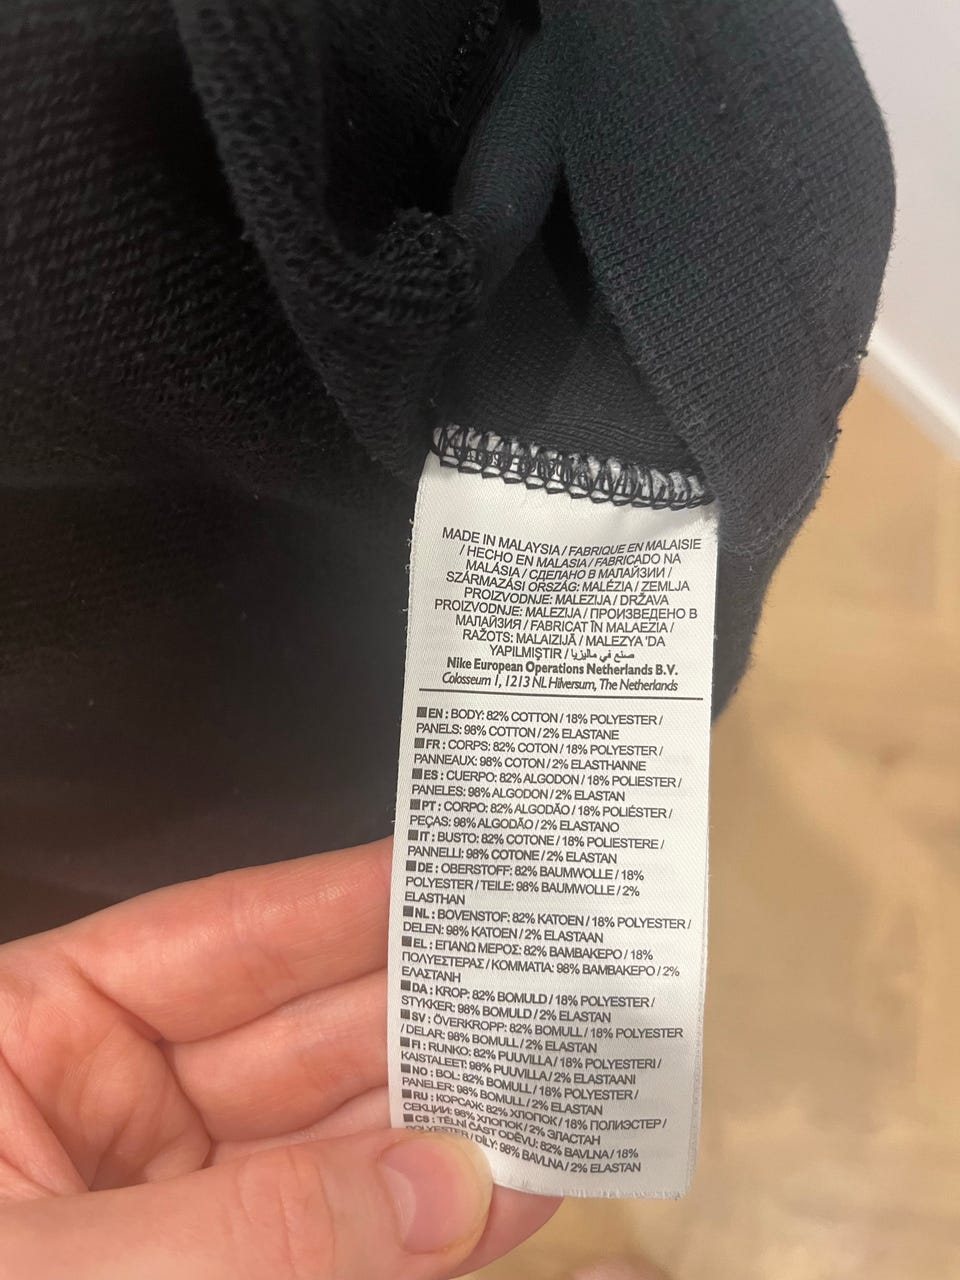 MADE IN MALAYSIA / FABRIQUE EN MALAISIE
/ HECHO EN MALASIA / FABRICADO NA
MALÁSIA / СДЕЛАНО В МАЛАЙЗИИ /
SZÁRMAZÁSI ORSZÁG: MALÉZIA / ZEMLJA
PROIZVODNJE: MALEZIJA / DRŽAVA
PROIZVODNJE: MALEZIJA / ПРОИЗВЕДЕНО В
МАЛАЙЗИЯ / FABRICAT ÎN MALAEZIA /
RAŽOTS: MALAIZIJĀ / MALEZYA 'DA
YAPILMIŞTIR / صنع في ماليزيا
Nike European Operations Netherlands B.V.
Colosseum 1, 1213 NL Hilversum, The Netherlands
EN : BODY: 82% COTTON / 18% POLYESTER /
PANELS: 98% COTTON / 2% ELASTANE
FR : CORPS: 82% COTON / 18% POLYESTER /
PANNEAUX: 98% COTON / 2% ELASTHANNE
ES : CUERPO: 82% ALGODON / 18% POLIESTER /
PANELES: 98% ALGODON / 2% ELASTAN
PT : CORPO: 82% ALGODÃO / 18% POLIÉSTER /
PEÇAS: 98% ALGODÃO / 2% ELASTANO
IT : BUSTO: 82% COTONE / 18% POLIESTERE /
PANNELLI: 98% COTONE / 2% ELASTAN
DE : OBERSTOFF: 82% BAUMWOLLE / 18%
POLYESTER / TEILE: 98% BAUMWOLLE / 2%
ELASTHAN
NL : BOVENSTOF: 82% KATOEN / 18% POLYESTER /
DELEN: 98% KATOEN / 2% ELASTAAN
EL : ΕΠΑΝΩ ΜΕΡΟΣ: 82% ΒΑΜΒΑΚΕΡΟ / 18%
ΠΟΛΥΕΣΤΕΡΑΣ / ΚΟΜΜΑΤΙΑ: 98% ΒΑΜΒΑΚΕΡΟ / 2%
ΕΛΑΣΤΑΝΗ
DA : KROP: 82% BOMULD / 18% POLYESTER /
STYKKER: 98% BOMULD / 2% ELASTAN
SV : ÖVERKROPP: 82% BOMULL / 18% POLYESTER
/ DELAR: 98% BOMULL / 2% ELASTAN
FI : RUNKO: 82% PUUVILLA / 18% POLYESTERI /
KAISTALEET: 98% PUUVILLA / 2% ELASTAANI
NO : BOL: 82% BOMULL / 18% POLYESTER /
PANELER: 98% BOMULL / 2% ELASTAN
RU : КОРСАЖ: 82% ХЛОПОК / 18% ПОЛИЭСТЕР /
СЕКЦИИ: 98% ХЛОПОК / 2% ЭЛАСТАН
CS : TĚLNÍ ČÁST ODĚVU: 82% BAVLNA / 18%
POLYESTER / DÍLY: 98% BAVLNA / 2% ELASTAN